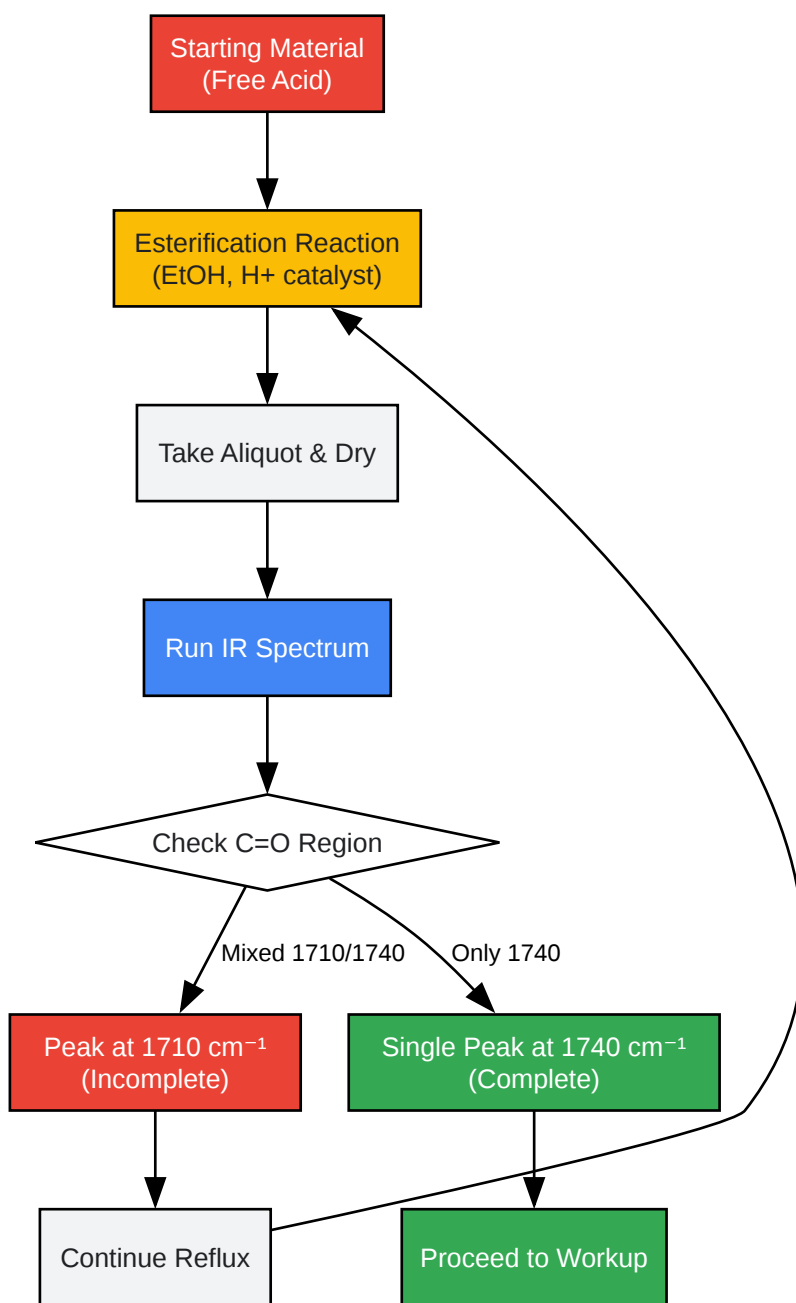 Starting Material
(Free Acid)
Esterification Reaction
(EtOH, H+ catalyst)
Take Aliquot & Dry
Run IR Spectrum
Check C=O Region
Mixed 1710/1740
Only 1740
Peak at 1710 cm⁻¹
(Incomplete)
Single Peak at 1740 cm⁻¹
(Complete)
Continue Reflux
Proceed to Workup